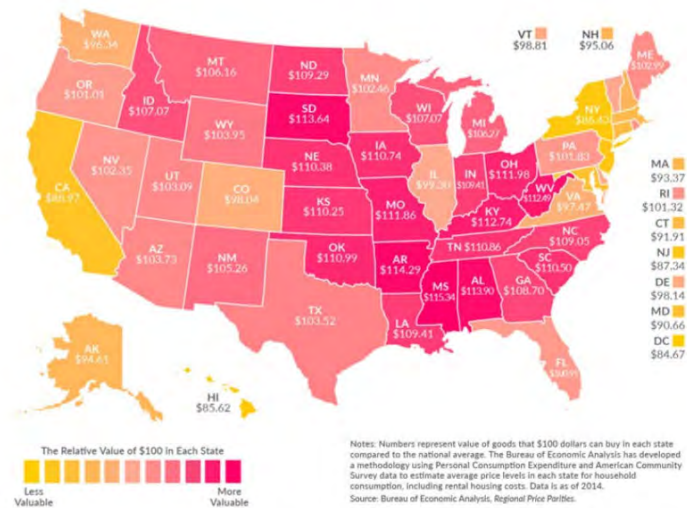 WA
$96.34
MT
$106.16
ND
$109.29
MN
$102.46
VT
$98.81
NH
$95.06
ME
$102.99
OR
$101.01
ID
$107.07
SD
$113.64
WI
$107.07
MI
$106.27
NY
WY
$103.95
IA
$110.74
PA
$101.83
NE
$110.38
NV
$102.35
UT
$103.09
CO
$98.04
IL
$99.30
IN
$109.41
OH
$111.98
WV
$112.49
VA
$97.47
CA
$88.97
KS
$110.25
MO
$111.86
KY
$112.74
MA
$93.37
RI
$101.32
CT
$91.91
NJ
$87.34
DE
$98.14
MD
$90.66
DC
$84.67
AZ
$103.73
NM
$105.26
OK
$110.99
AR
$114.29
TN $110.86
NC
$109.05
SC
$110.50
MS
$115.34
AL
$113.90
GA
$108.70
TX
$103.52
LA
$109.41
FL
AK
$94.61
HI
$85.62
The Relative Value of $100 in Each State
Less
Valuable
More
Valuable
Notes: Numbers represent value of goods that $100 dollars can buy in each state
compared to the national average. The Bureau of Economic Analysis has developed
a methodology using Personal Consumption Expenditure and American Community
Survey data to estimate average price levels in each state for household
consumption, including rental housing costs. Data is as of 2014.
Source: Bureau of Economic Analysis, Regional Price Parities.